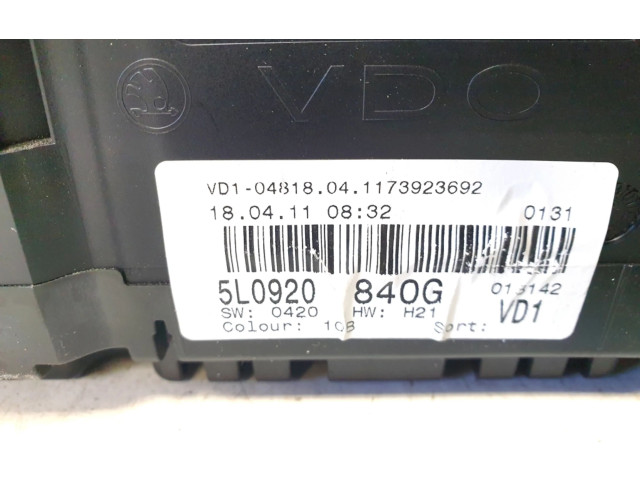 VDO
VD1-04818.04.1173923692
18.04.11 08:32 0131
5L0920 840G 013142
SW: 0420 HW: H21 VD1
Colour: 108 Sort: